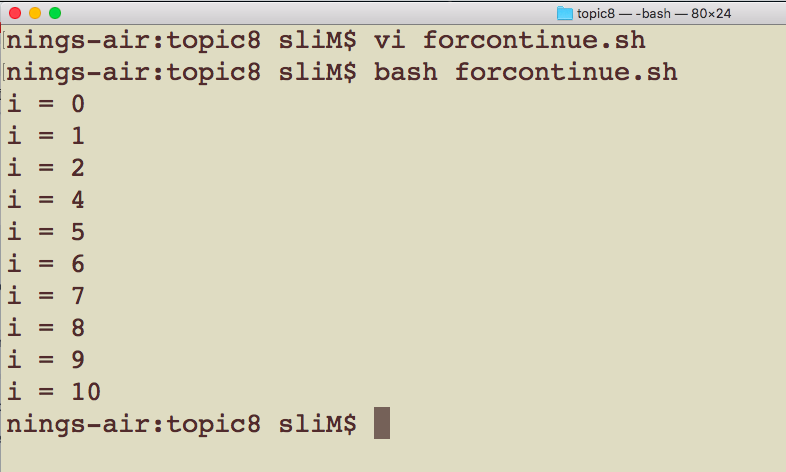 topic8 — -bash — 80×24
nings-air:topic8 sliM$ vi forcontinue.sh
nings-air:topic8 sliM$ bash forcontinue.sh
i = 0
i = 1
i = 2
i = 4
i = 5
i = 6
i = 7
i = 8
i = 9
i = 10
nings-air:topic8 sliM$